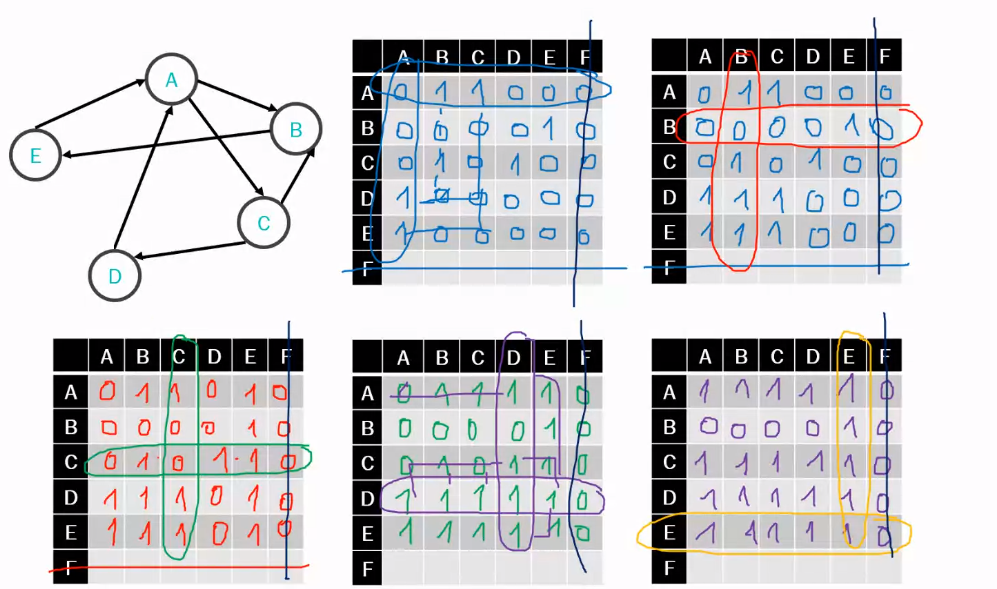 A
B
E
C
D
A B C D E F
A 0 1 1 0 0 0
B 0 0 0 0 1 0
C 0 1 0 1 0 0
D 1 0 0 0 0 0
E 1 0 0 0 0 0
F
A B C D E F
A 0 1 1 0 0 0
B 0 0 0 0 1 0
C 0 1 0 1 0 0
D 1 1 1 0 0 0
E 1 1 1 0 0 0
F
A B C D E F
A 0 1 1 0 1 0
B 0 0 0 0 1 0
C 0 1 0 1 1 0
D 1 1 1 0 1 0
E 1 1 1 0 1 0
F
A B C D E F
A 0 1 1 1 1 0
B 0 0 0 0 1 0
C 0 1 0 1 1 0
D 1 1 1 1 1 0
E 1 1 1 1 1 0
F
A B C D E F
A 1 1 1 1 1 0
B 0 0 0 0 1 0
C 1 1 1 1 1 0
D 1 1 1 1 1 0
E 1 1 1 1 1 0
F